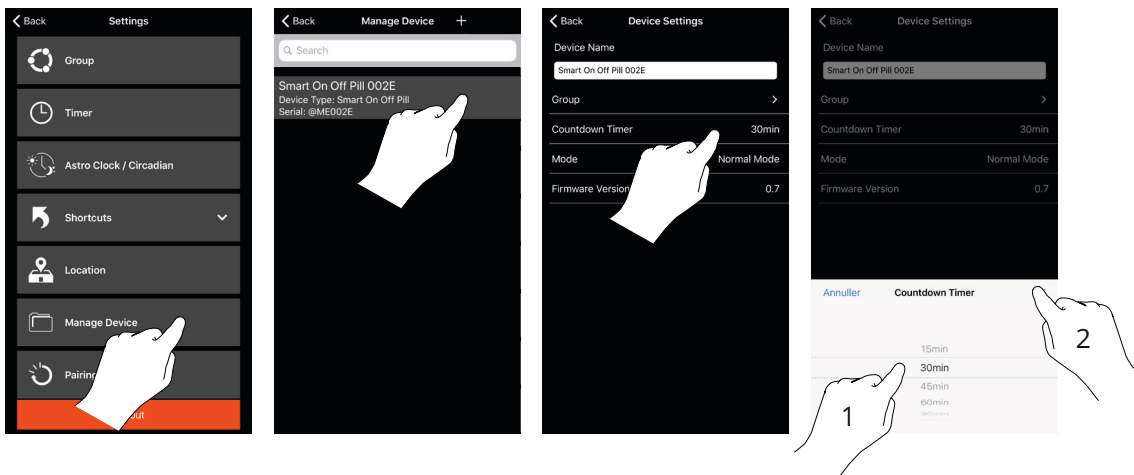 Back Settings
Group
Timer
Astro Clock / Circadian
Shortcuts
Location
Manage Device
Back Manage Device +
Search
Smart On Off Pill 002E
Device Type: Smart On Off Pill
Serial: @ME002E
Back Device Settings
Device Name
Smart On Off Pill 002E
Group
Countdown Timer 30min
Mode Normal Mode
Firmware Version 0.7
Back Device Settings
Device Name
Smart On Off Pill 002E
Group
Countdown Timer 30min
Mode Normal Mode
Firmware Version 0.7
Annuller Countdown Timer
15min
30min
45min
60min
1
2